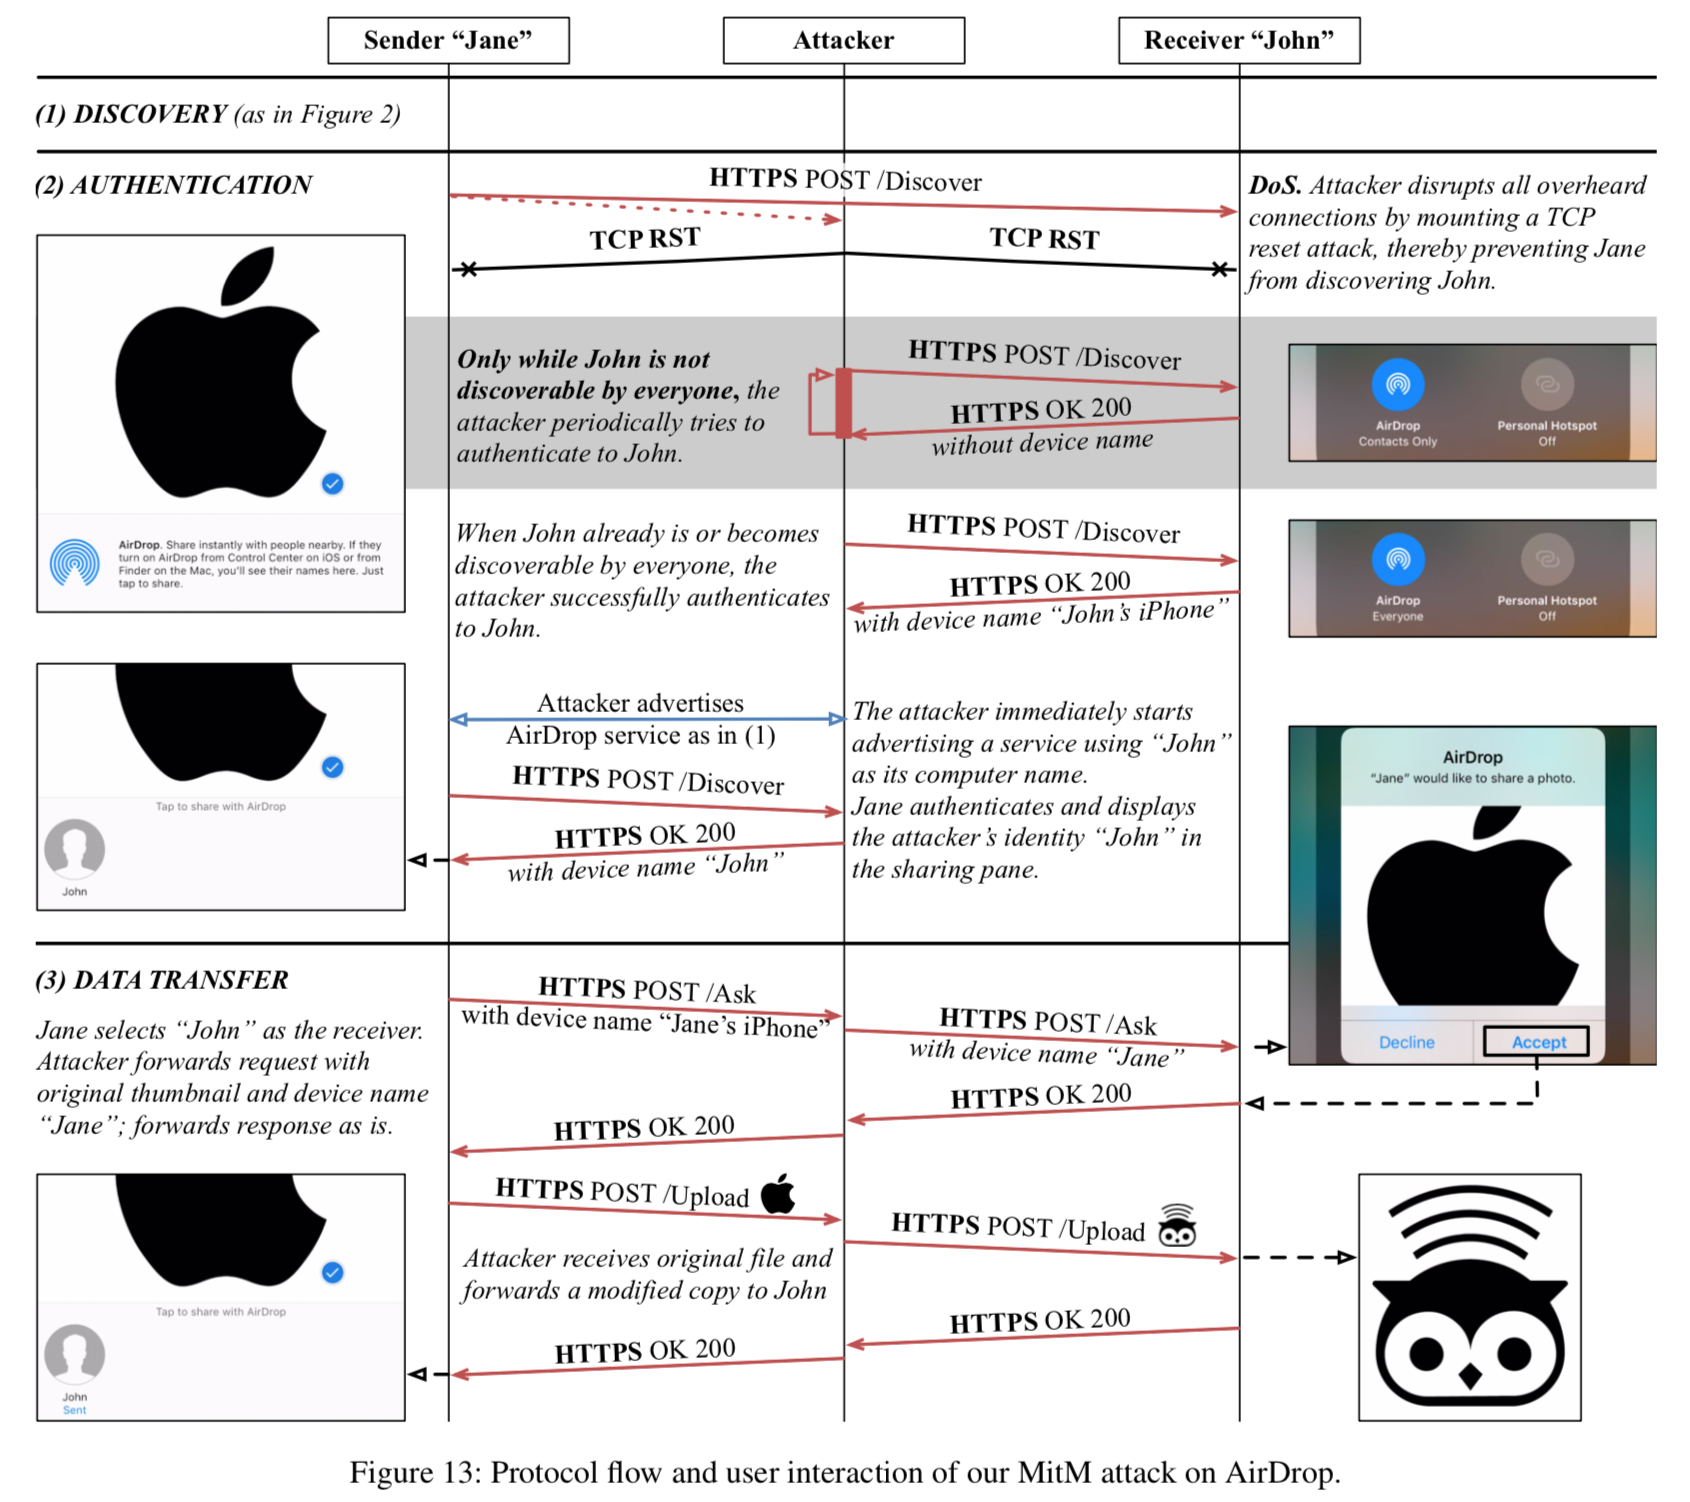 Sender “Jane”
Attacker
Receiver “John”
(1) DISCOVERY (as in Figure 2)
(2) AUTHENTICATION
HTTPS POST /Discover
TCP RST
TCP RST
DoS. Attacker disrupts all overheard
connections by mounting a TCP
reset attack, thereby preventing Jane
from discovering John.
AirDrop. Share instantly with people nearby. If they
turn on AirDrop from Control Center on iOS or from
Finder on the Mac, you’ll see their names here. Just
tap to share.
Only while John is not
discoverable by everyone, the
attacker periodically tries to
authenticate to John.
HTTPS POST /Discover
HTTPS OK 200
without device name
AirDrop
Contacts Only
Personal Hotspot
Off
When John already is or becomes
discoverable by everyone, the
attacker successfully authenticates
to John.
HTTPS POST /Discover
HTTPS OK 200
with device name “John’s iPhone”
AirDrop
Everyone
Personal Hotspot
Off
Attacker advertises
AirDrop service as in (1)
HTTPS POST /Discover
HTTPS OK 200
with device name “John”
The attacker immediately starts
advertising a service using “John”
as its computer name.
Jane authenticates and displays
the attacker’s identity “John” in
the sharing pane.
Tap to share with AirDrop
John
AirDrop
“Jane” would like to share a photo.
Decline
Accept
(3) DATA TRANSFER
Jane selects “John” as the receiver.
Attacker forwards request with
original thumbnail and device name
“Jane”; forwards response as is.
HTTPS POST /Ask
with device name “Jane’s iPhone”
HTTPS POST /Ask
with device name “Jane”
HTTPS OK 200
HTTPS OK 200
HTTPS POST /Upload
HTTPS POST /Upload
Attacker receives original file and
forwards a modified copy to John
HTTPS OK 200
HTTPS OK 200
Tap to share with AirDrop
John
Sent
Figure 13: Protocol flow and user interaction of our MitM attack on AirDrop.